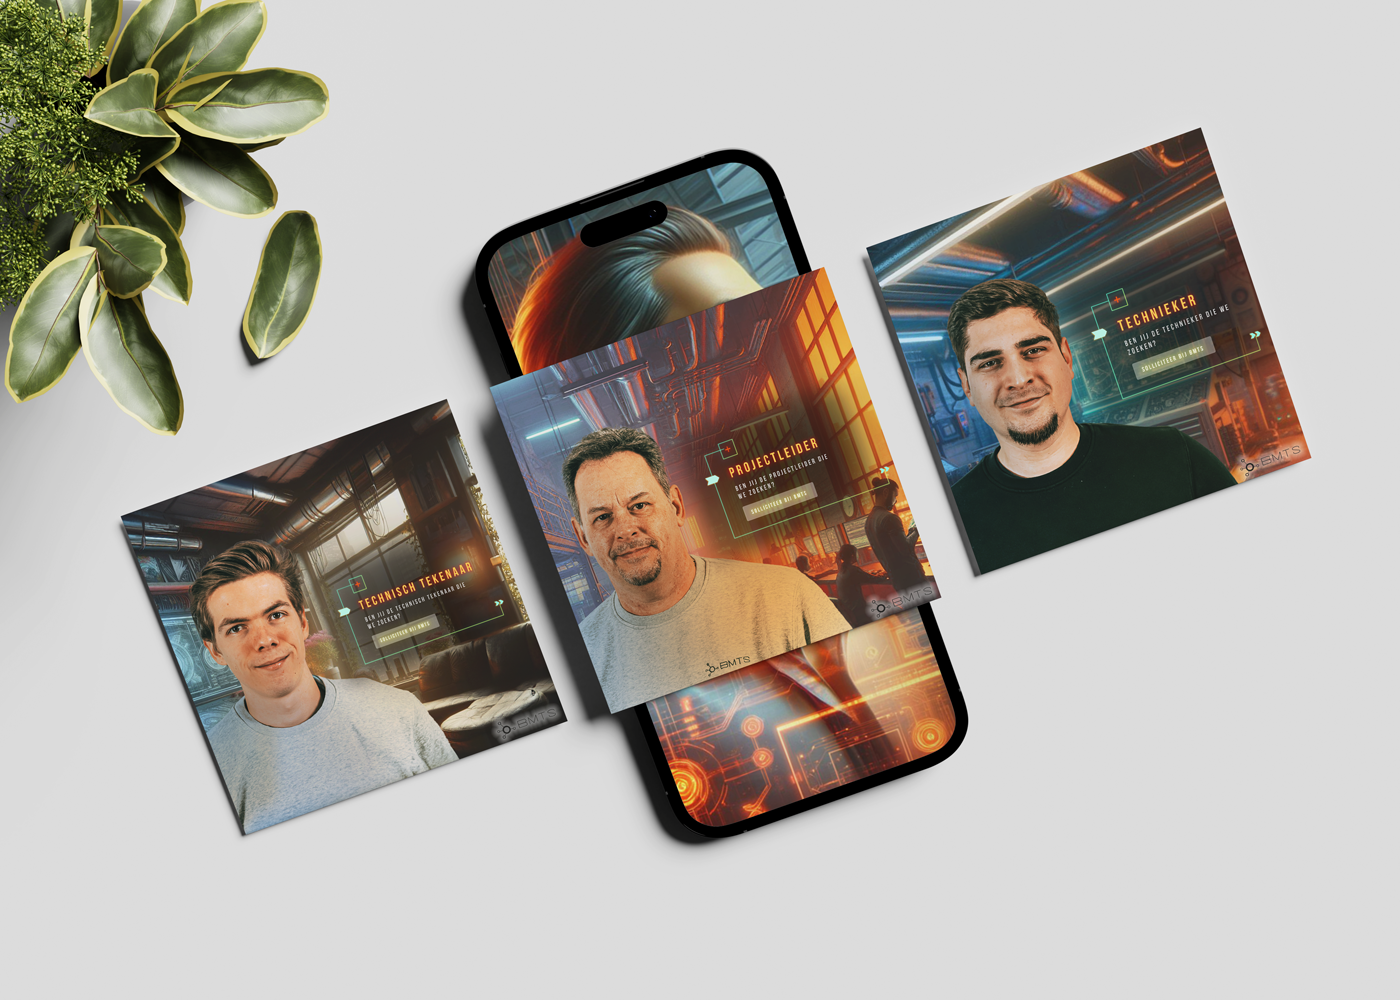 TECHNISCH TEKENAAR
BEN JIJ DE TECHNISCH TEKENAAR DIE
WE ZOEKEN?
SOLLICITEER BIJ BMTS
BMTS
PROJECTLEIDER
BEN JIJ DE PROJECTLEIDER DIE
WE ZOEKEN?
SOLLICITEER BIJ BMTS
BMTS
BMTS
TECHNIEKER
BEN JIJ DE TECHNIEKER DIE WE
ZOEKEN?
SOLLICITEER BIJ BMTS
BMTS